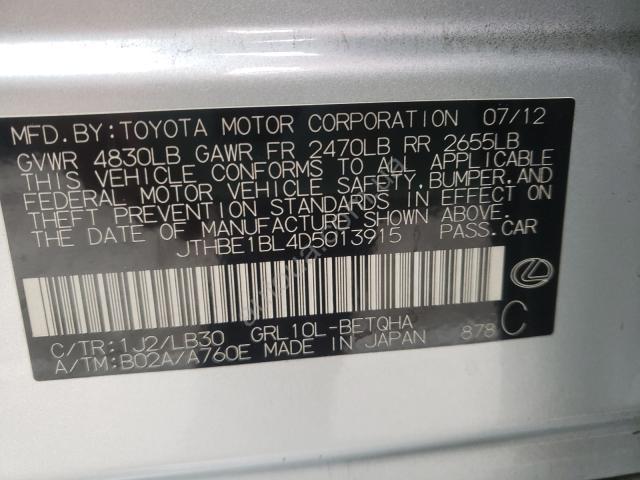 MFD.BY:TOYOTA MOTOR CORPORATION 07/12
GVWR 4830LB GAWR FR 2470LB RR 2655LB
THIS VEHICLE CONFORMS TO ALL APPLICABLE
FEDERAL MOTOR VEHICLE SAFETY, BUMPER, AND
THEFT PREVENTION STANDARDS IN EFFECT ON
THE DATE OF MANUFACTURE SHOWN ABOVE.
JTHBE1BL4D5013915 PASS.CAR
C/TR:1J2/LB30 GRL10L-BETQHA
A/TM:B02A/A760E MADE IN JAPAN 878 C